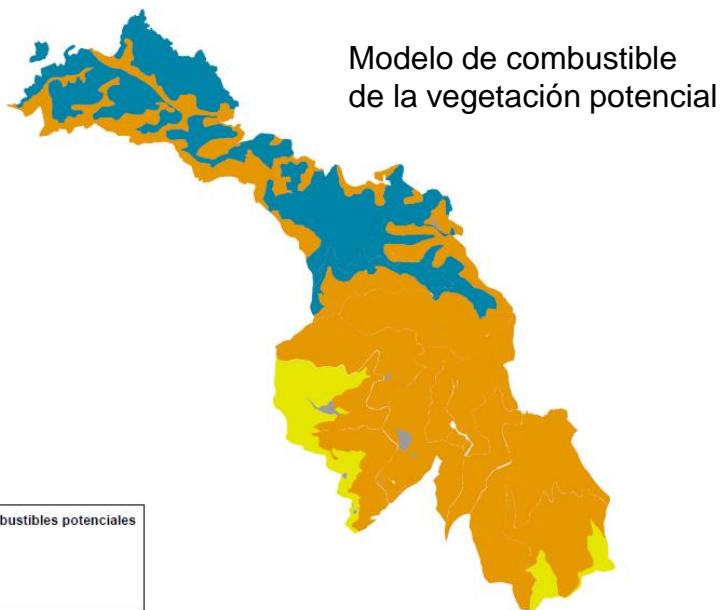 Modelo de combustible
de la vegetación potencial
bustibles potenciales